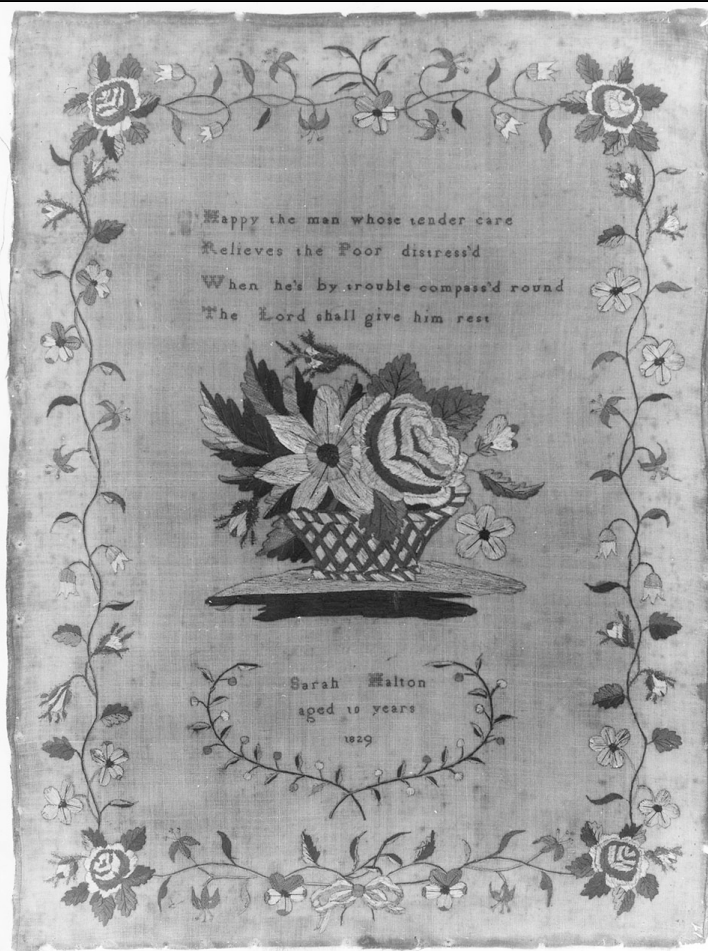 Happy the man whose tender care
Relieves the Poor distress'd
When he's by trouble compass'd round
The Lord shall give him rest
Sarah Halton
aged 10 years
1829